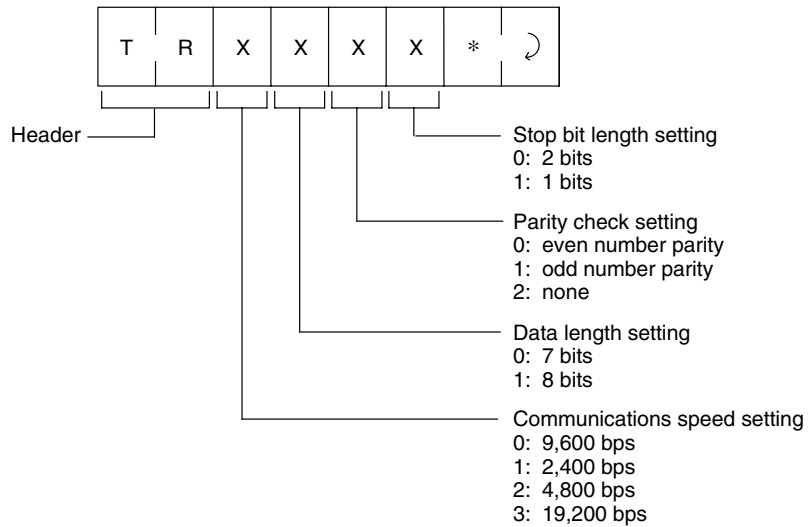 T R X X X X * ⤸
Header
Stop bit length setting
0: 2 bits
1: 1 bits
Parity check setting
0: even number parity
1: odd number parity
2: none
Data length setting
0: 7 bits
1: 8 bits
Communications speed setting
0: 9,600 bps
1: 2,400 bps
2: 4,800 bps
3: 19,200 bps